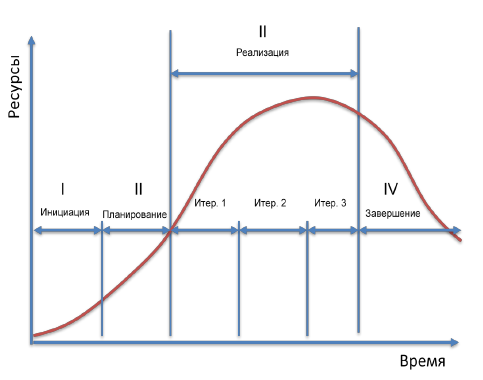 II
Реализация
Ресурсы
I
Инициация
II
Планирование
Итер. 1
Итер. 2
Итер. 3
IV
Завершение
Время